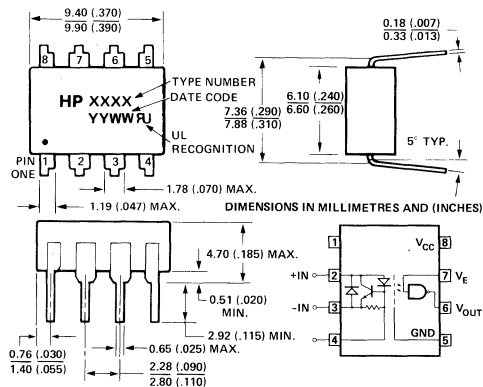 9.40 (.370)
9.90 (.390)
8 7 6 5
HP XXXX
YYWW RU
TYPE NUMBER
DATE CODE
UL
RECOGNITION
PIN
ONE
1 2 3 4
1.78 (.070) MAX.
1.19 (.047) MAX.
0.18 (.007)
0.33 (.013)
7.36 (.290)
7.88 (.310)
6.10 (.240)
6.60 (.260)
5° TYP.
DIMENSIONS IN MILLIMETRES AND (INCHES)
4.70 (.185) MAX.
0.51 (.020)
MIN.
2.92 (.115) MIN.
0.76 (.030)
1.40 (.055)
0.65 (.025) MAX.
2.28 (.090)
2.80 (.110)
1 VCC 8
+IN 2 7 VE
-IN 3 6 VOUT
4 GND 5